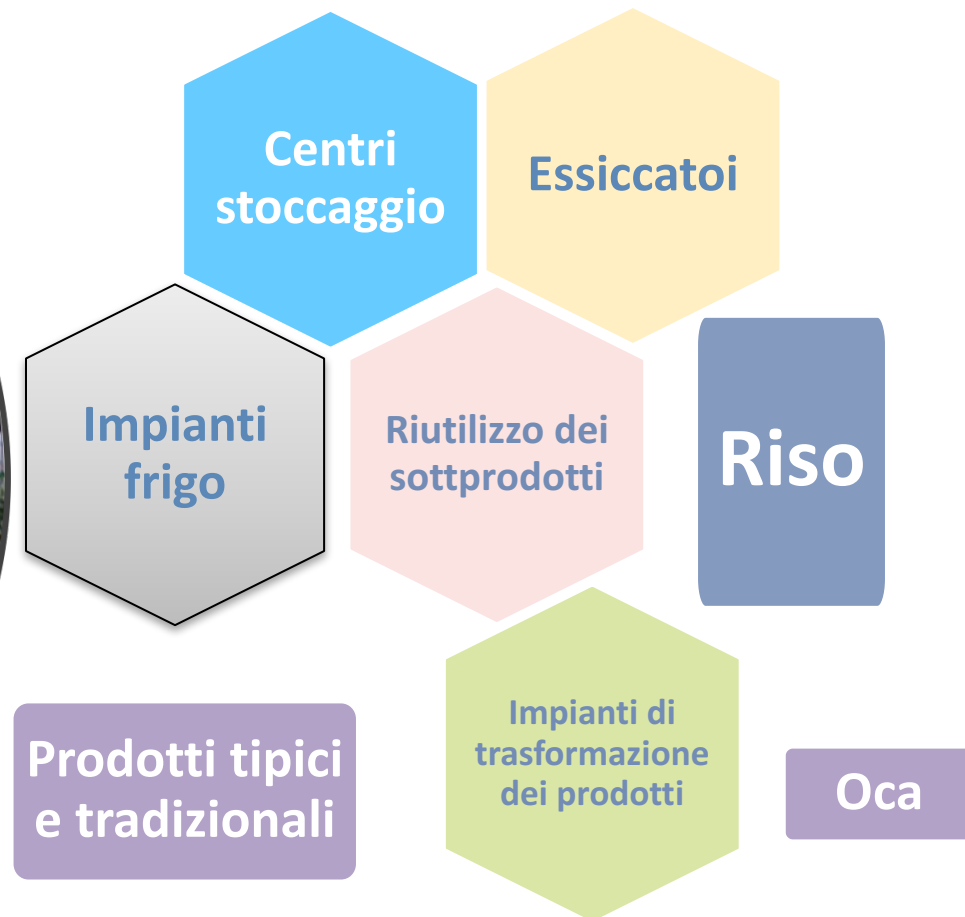 Centri
stoccaggio
Essiccatoi
Impianti
frigo
Riutilizzo dei
sottprodotti
Riso
Prodotti tipici
e tradizionali
Impianti di
trasformazione
dei prodotti
Oca